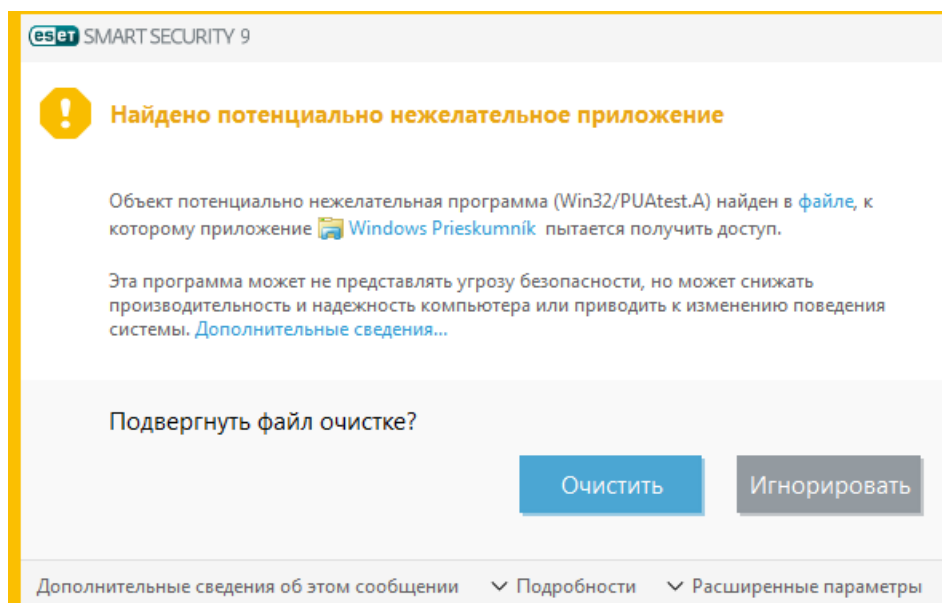 eset SMART SECURITY 9
Найдено потенциально нежелательное приложение
Объект потенциально нежелательная программа (Win32/PUAtest.A) найден в файле, к
которому приложение Windows Prieskumník пытается получить доступ.
Эта программа может не представлять угрозу безопасности, но может снижать
производительность и надежность компьютера или приводить к изменению поведения
системы. Дополнительные сведения...
Подвергнуть файл очистке?
Очистить Игнорировать
Дополнительные сведения об этом сообщении Подробности Расширенные параметры